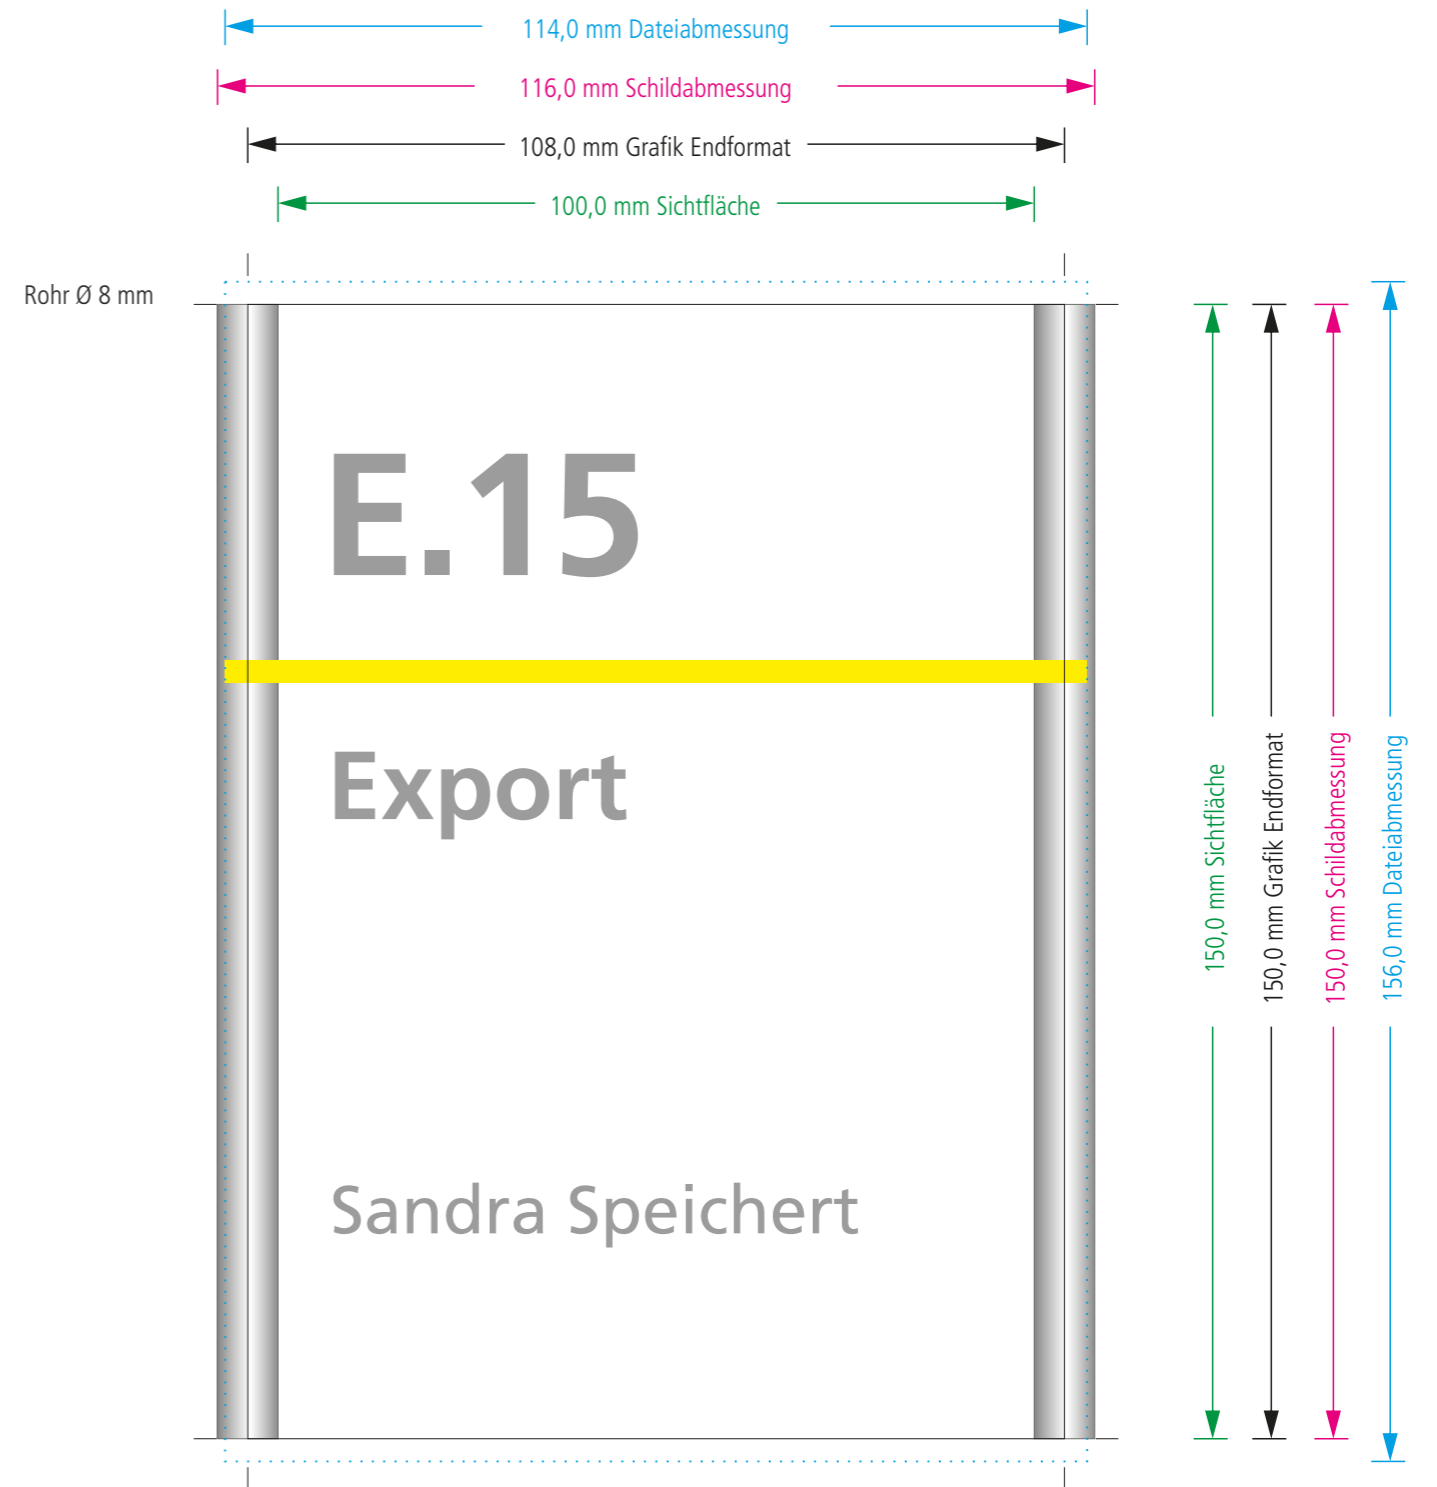 114,0 mm Dateiabmessung
116,0 mm Schildabmessung
108,0 mm Grafik Endformat
100,0 mm Sichtfläche
Rohr Ø 8 mm
E.15
Export
Sandra Speichert
150,0 mm Sichtfläche
150,0 mm Grafik Endformat
150,0 mm Schildabmessung
156,0 mm Dateiabmessung